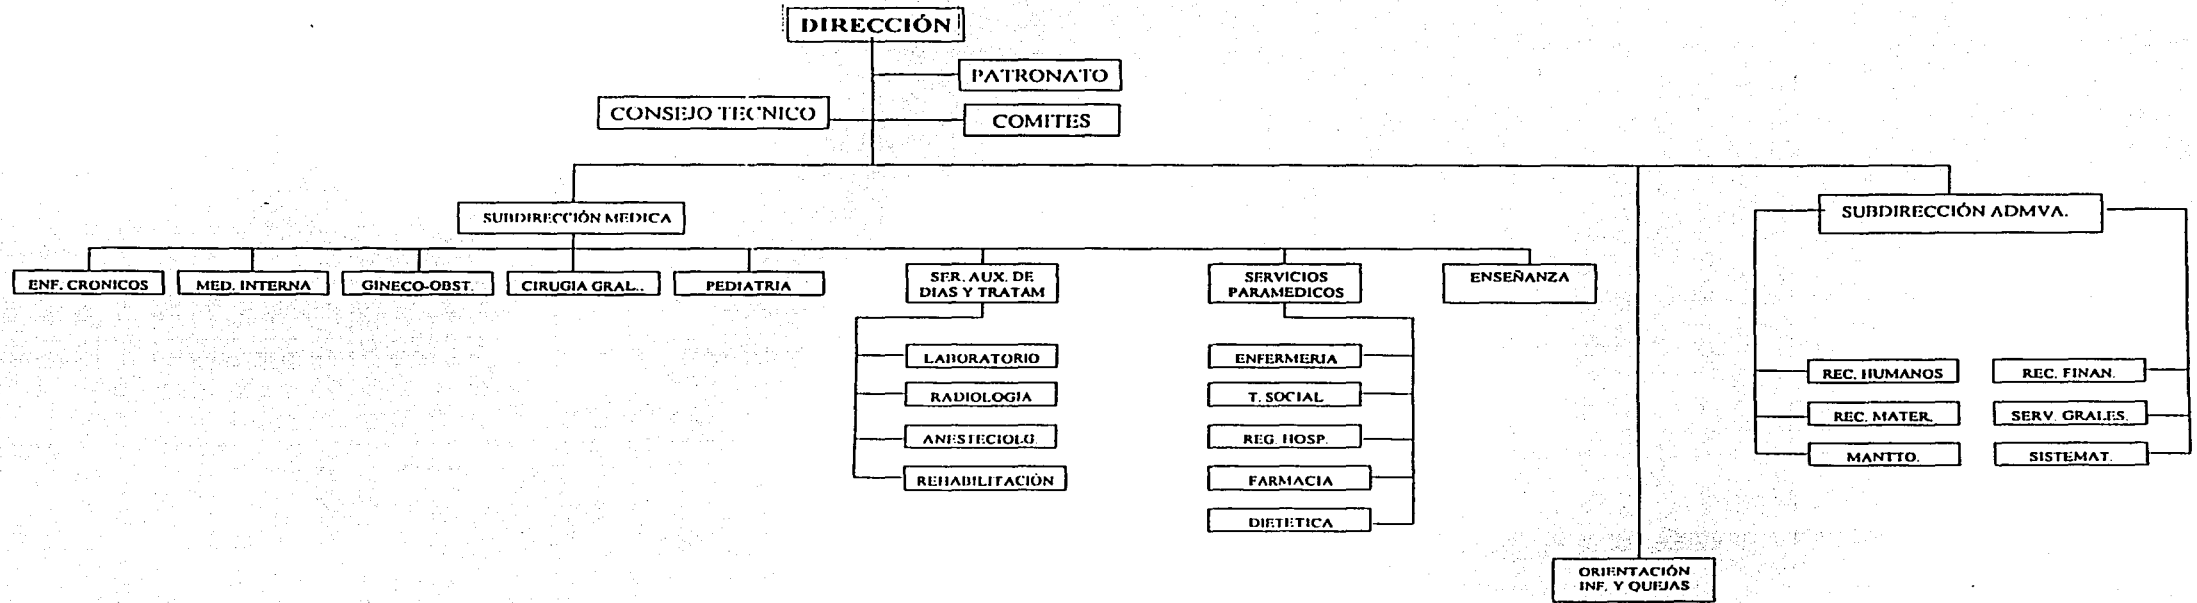 DIRECCIÓN
PATRONATO
CONSEJO TECNICO
COMITES
SUBDIRECCIÓN MEDICA
SUBDIRECCIÓN ADMVA.
ENF. CRONICOS
MED. INTERNA
GINECO-OBST.
CIRUGIA GRAL..
PEDIATRIA
SER. AUX. DE
DIAS Y TRATAM
SERVICIOS
PARAMEDICOS
ENSEÑANZA
LABORATORIO
RADIOLOGIA
ANESTECIOLG.
REHABILITACIÓN
ENFERMERIA
T. SOCIAL
REG. HOSP.
FARMACIA
DIETETICA
REC. HUMANOS
REC. FINAN.
REC. MATER.
SERV. GRALES.
MANTTO.
SISTEMAT.
ORIENTACIÓN
INF. Y QUEJAS